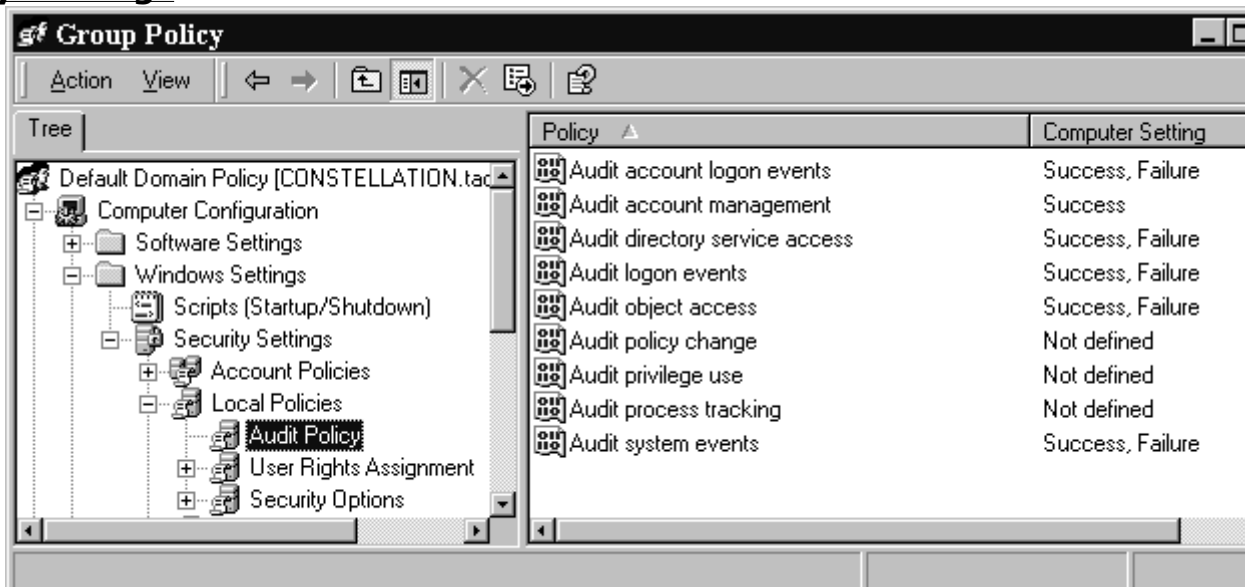 Group Policy
Action View
Tree
Policy Computer Setting
Default Domain Policy [CONSTELLATION.tac
Computer Configuration
Software Settings
Windows Settings
Scripts (Startup/Shutdown)
Security Settings
Account Policies
Local Policies
Audit Policy
User Rights Assignment
Security Options
Audit account logon events Success, Failure
Audit account management Success
Audit directory service access Success, Failure
Audit logon events Success, Failure
Audit object access Success, Failure
Audit policy change Not defined
Audit privilege use Not defined
Audit process tracking Not defined
Audit system events Success, Failure